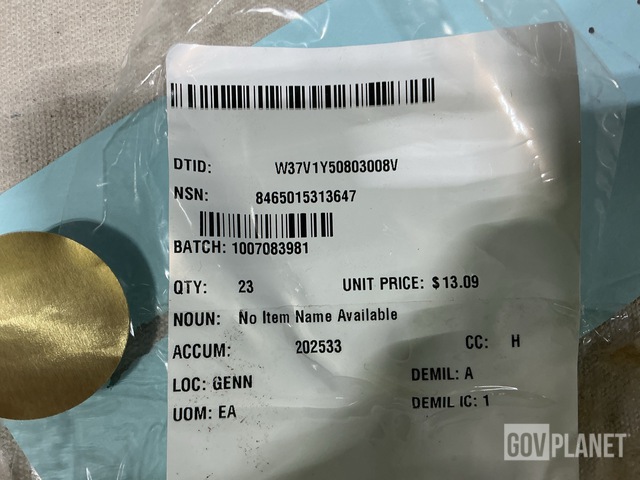 DTID: W37V1Y50803008V
NSN: 8465015313647
BATCH: 1007083981
QTY: 23 UNIT PRICE: $13.09
NOUN: No Item Name Available
ACCUM: 202533 CC: H
LOC: GENN DEMIL: A
UOM: EA DEMIL IC: 1
GOVPLANET